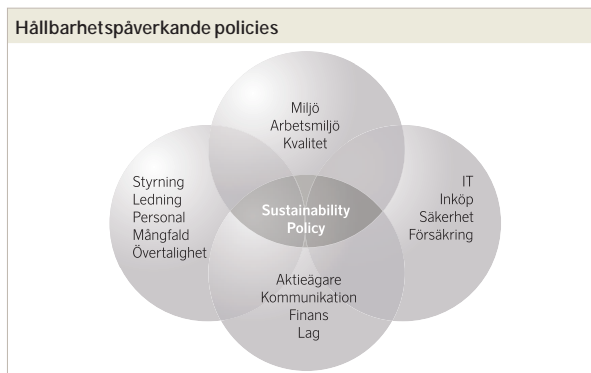 Hållbarhetspåverkande policies
Miljö
Arbetsmiljö
Kvalitet
Styrning
Ledning
Personal
Mångfald
Övertalighet
Sustainability
Policy
IT
Inköp
Säkerhet
Försäkring
Aktieägare
Kommunikation
Finans
Lag